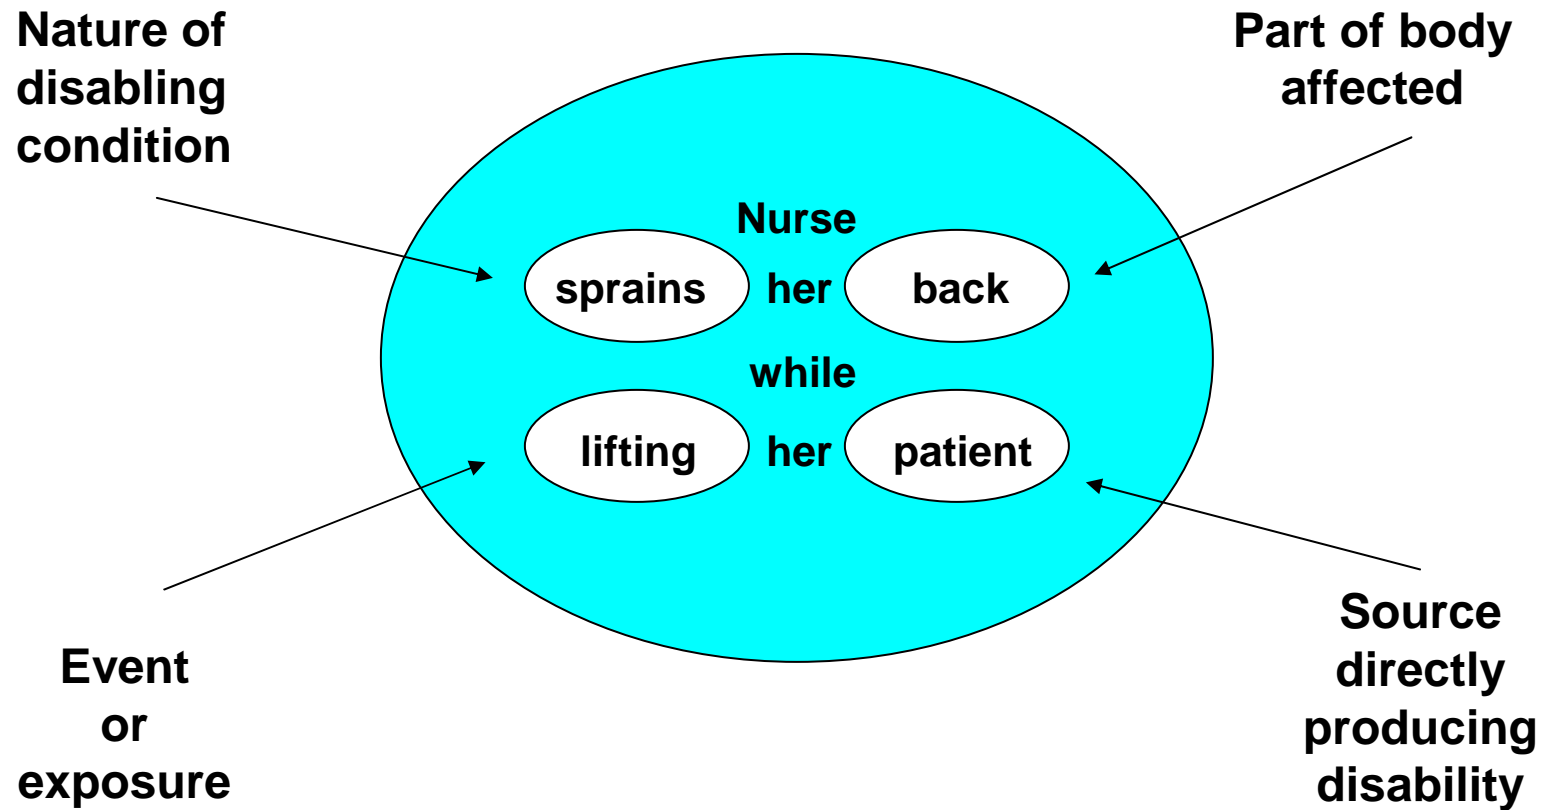 Nature of
disabling
condition
Part of body
affected
Nurse
sprains her back
while
lifting her patient
Event
or
exposure
Source
directly
producing
disability